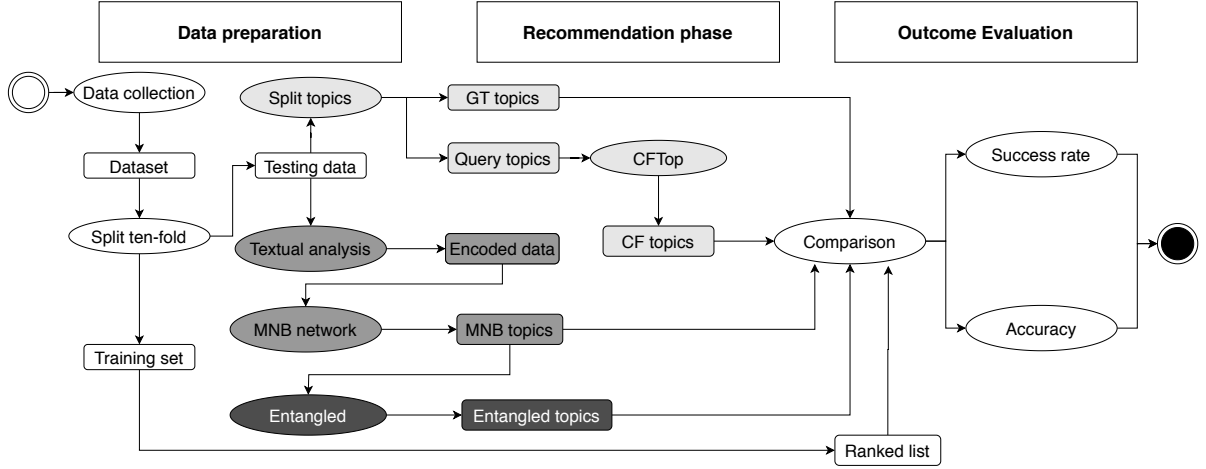 Data preparation
Recommendation phase
Outcome Evaluation
Data collection
Split topics
GT topics
Dataset
Testing data
Query topics
CFTop
Success rate
Split ten-fold
Textual analysis
Encoded data
CF topics
Comparison
MNB network
MNB topics
Accuracy
Training set
Entangled
Entangled topics
Ranked list